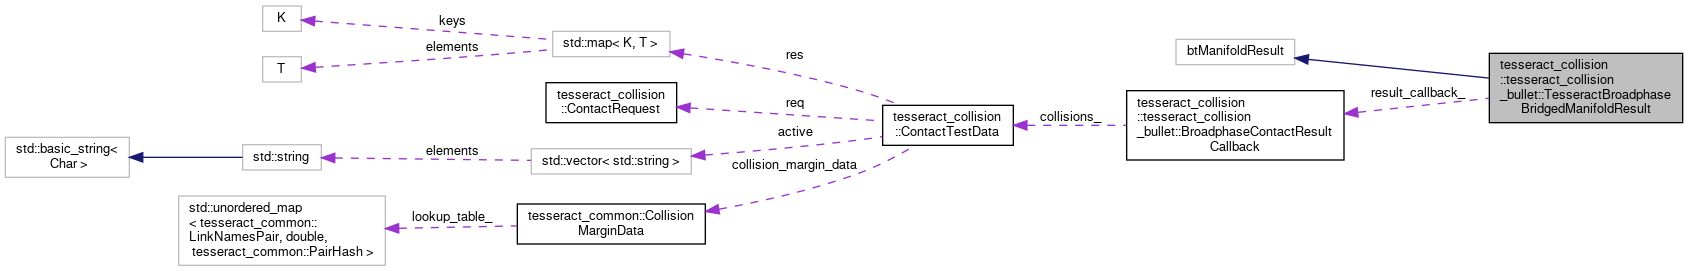 K
keys
T
elements
std::map< K, T >
res
tesseract_collision
::ContactRequest
req
std::basic_string<
Char >
std::string
elements
std::vector< std::string >
active
collision_margin_data
std::unordered_map
< tesseract_common::
LinkNamesPair, double,
tesseract_common::PairHash >
lookup_table_
tesseract_common::Collision
MarginData
tesseract_collision
::ContactTestData
collisions_
btManifoldResult
tesseract_collision
::tesseract_collision
_bullet::BroadphaseContactResult
Callback
result_callback_
tesseract_collision
::tesseract_collision
_bullet::TesseractBroadphase
BridgedManifoldResult